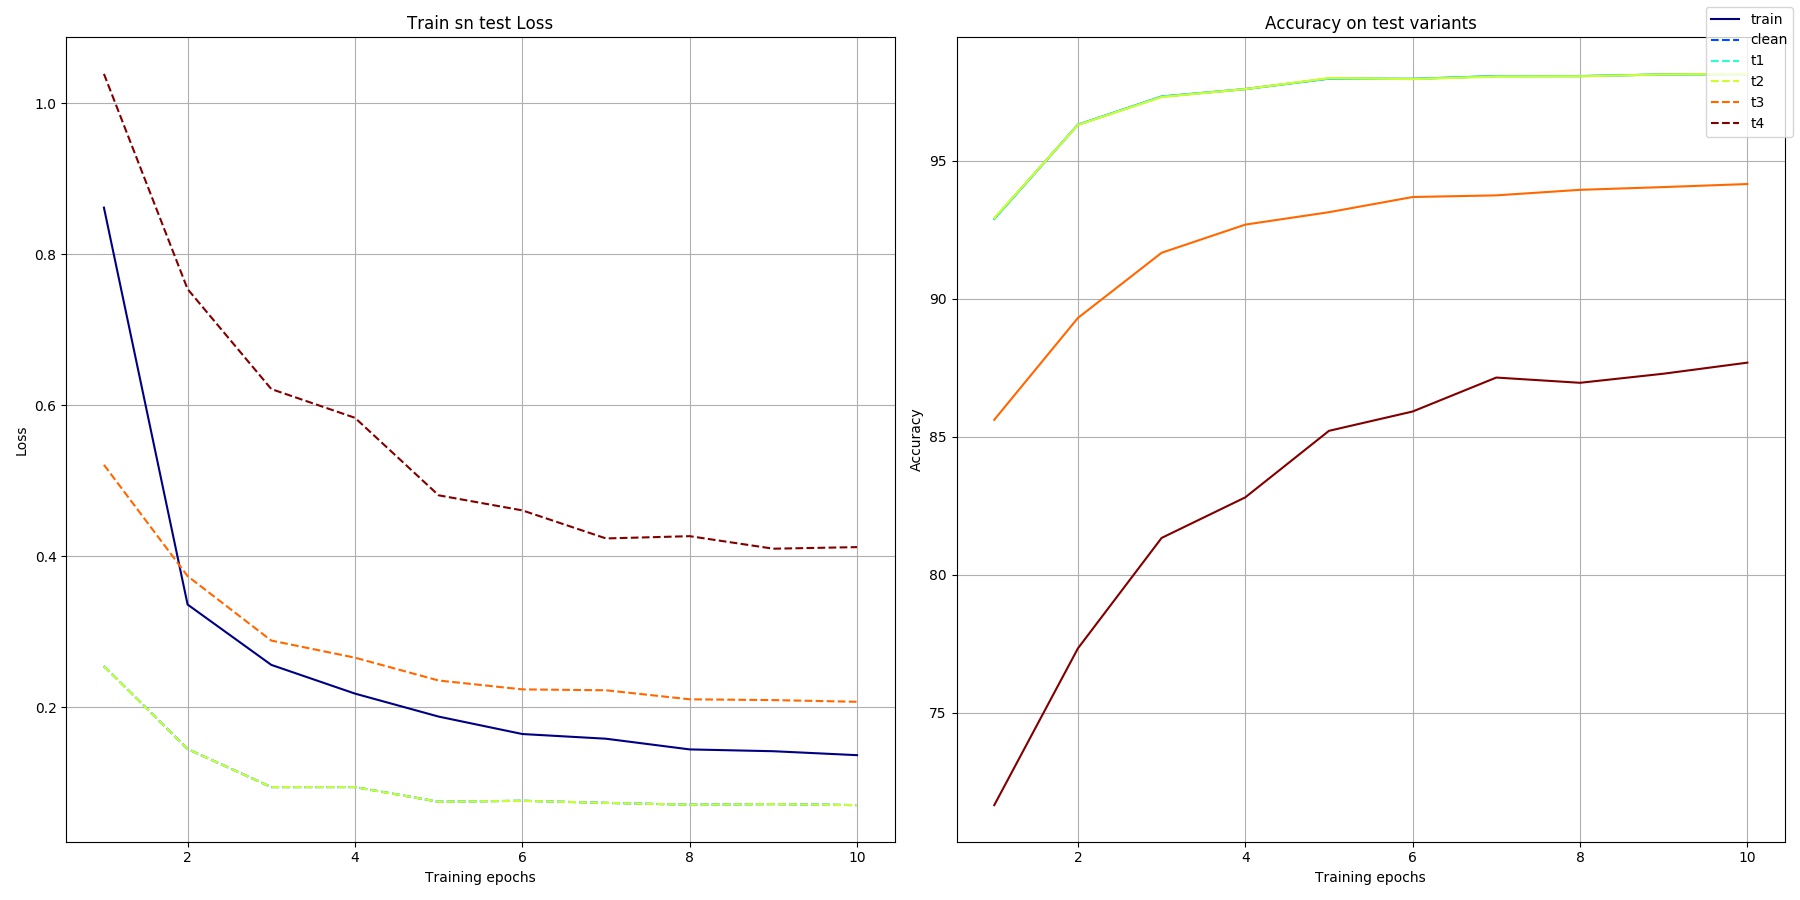 Train sn test Loss
1.0
0.8
0.6
0.4
0.2
Loss
2 4 6 8 10
Training epochs
Accuracy on test variants
95
90
85
80
75
Accuracy
2 4 6 8 10
Training epochs
train
clean
t1
t2
t3
t4